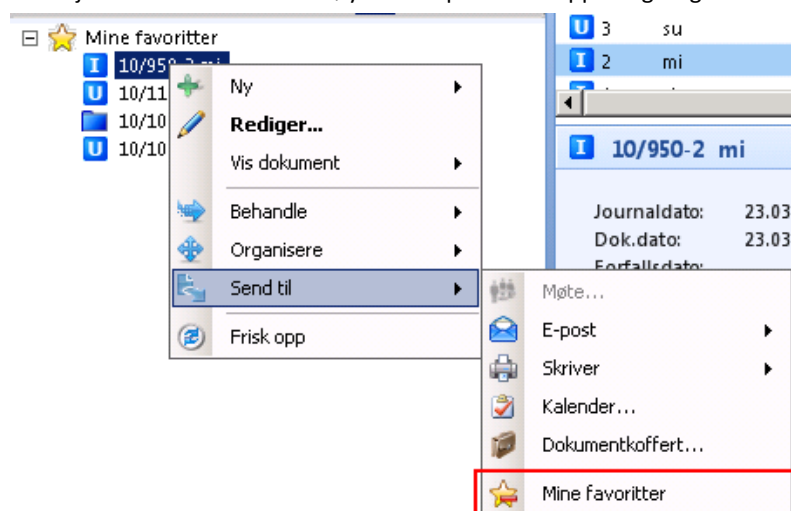 Mine favoritter
10/950-2 mi
10/11
10/10
10/10
Ny
Rediger...
Vis dokument
Behandle
Organisere
Send til
Frisk opp
Møte...
E-post
Skriver
Kalender...
Dokumentkoffert...
Mine favoritter
U 3 su
I 2 mi
I 10/950-2 mi
Journaldato: 23.03
Dok.dato: 23.03
Forfallsdato: